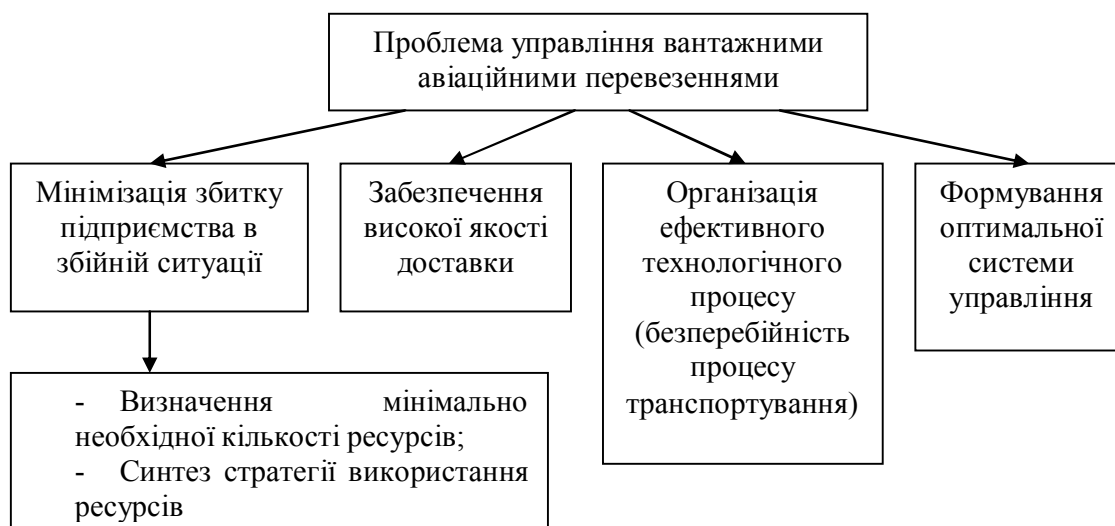 Проблема управління вантажними
авіаційними перевезеннями
Мінімізація збитку
підприємства в
збійній ситуації
Забезпечення
високої якості
доставки
Організація
ефективного
технологічного
процесу
(безперебійність
процесу
транспортування)
Формування
оптимальної
системи
управління
- Визначення мінімально
необхідної кількості ресурсів;
- Синтез стратегії використання
ресурсів